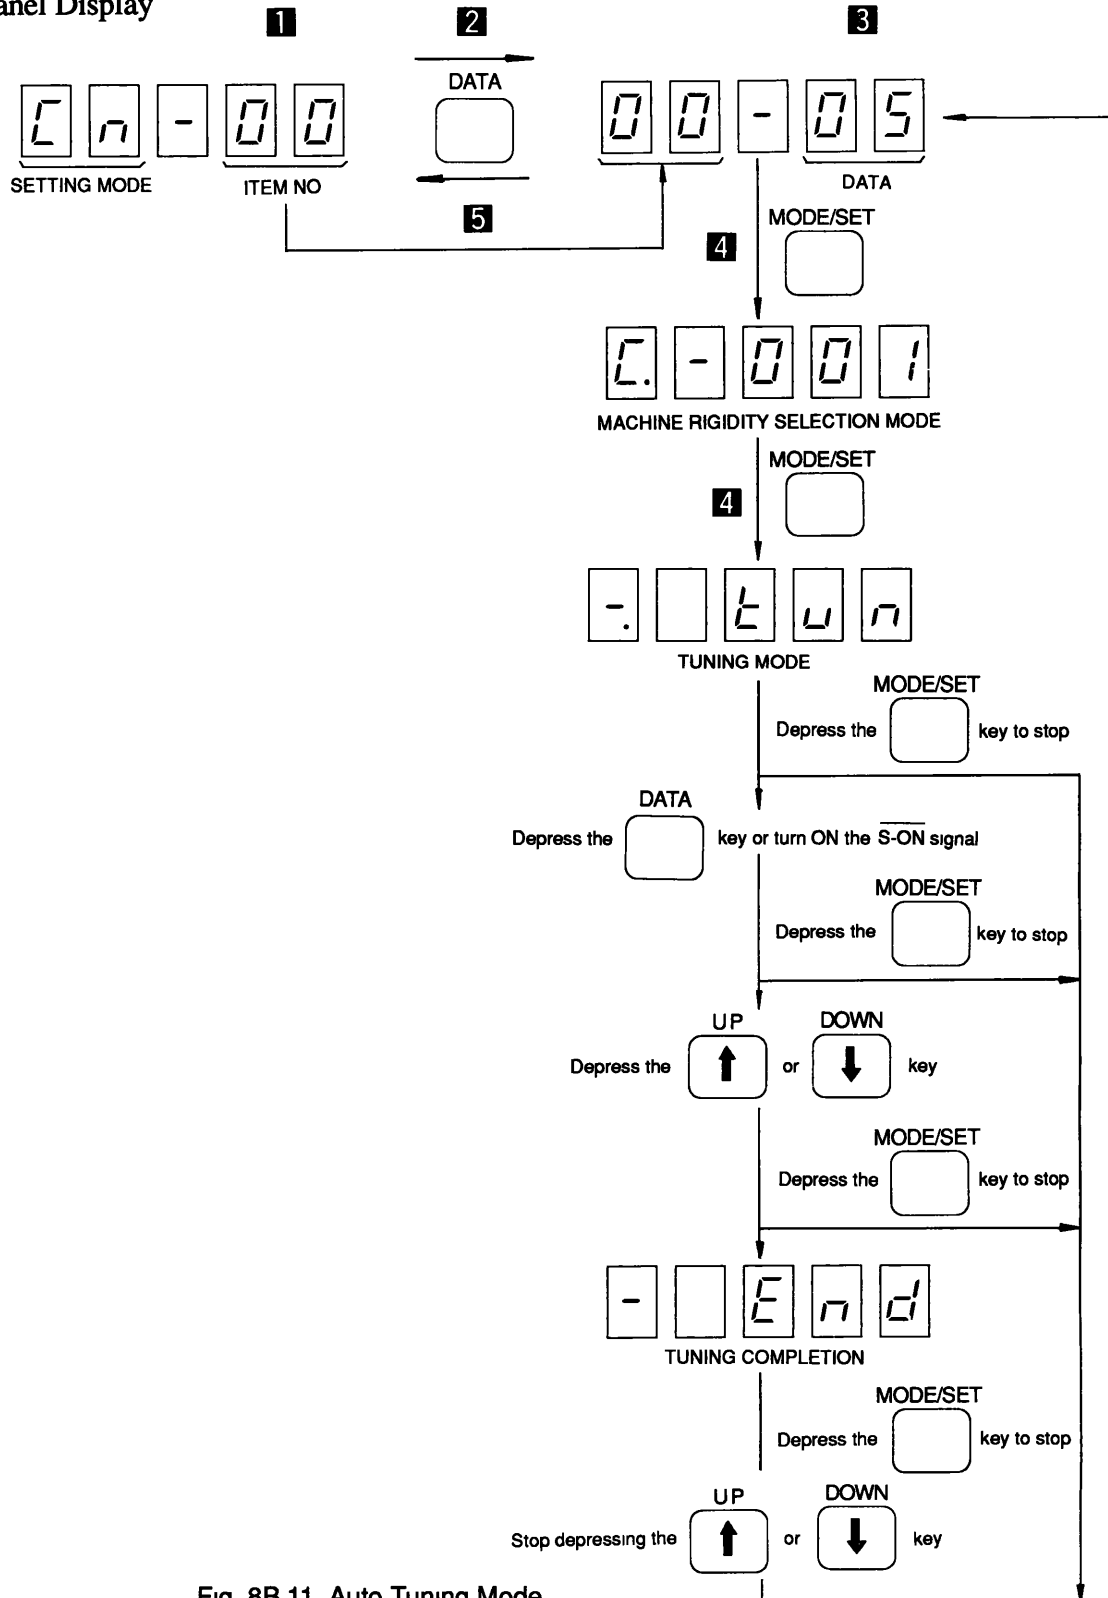 anel Display
1 2 3
DATA
Cn-00 00-05
SETTING MODE ITEM NO DATA
5
MODE/SET
4
C.-001
MACHINE RIGIDITY SELECTION MODE
MODE/SET
4
-. tun
TUNING MODE
MODE/SET
Depress the key to stop
DATA
Depress the key or turn ON the S-ON signal
MODE/SET
Depress the key to stop
UP DOWN
Depress the ↑ or ↓ key
MODE/SET
Depress the key to stop
- End
TUNING COMPLETION
MODE/SET
Depress the key to stop
UP DOWN
Stop depressing the ↑ or ↓ key
Fig. 8B.11 Auto Tuning Mode